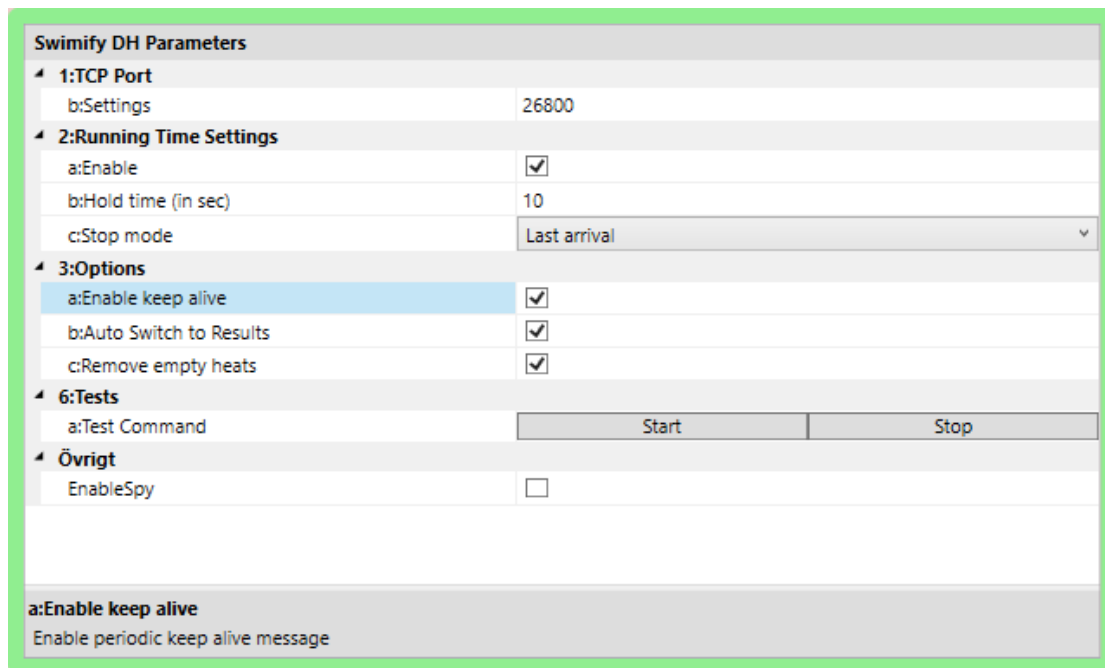 Swimify DH Parameters
1:TCP Port
b:Settings 26800
2:Running Time Settings
a:Enable
b:Hold time (in sec) 10
c:Stop mode Last arrival
3:Options
a:Enable keep alive
b:Auto Switch to Results
c:Remove empty heats
6:Tests
a:Test Command Start Stop
Övrigt
EnableSpy
a:Enable keep alive
Enable periodic keep alive message